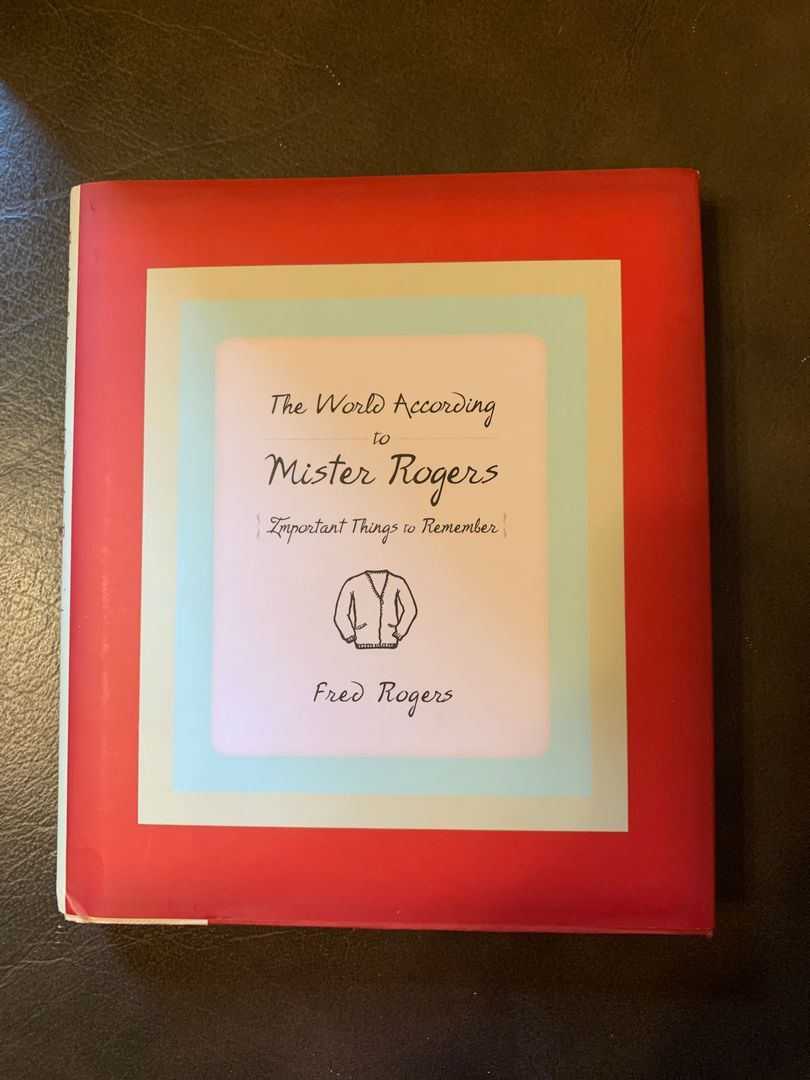 The World According
to
Mister Rogers
{Important Things to Remember}
Fred Rogers